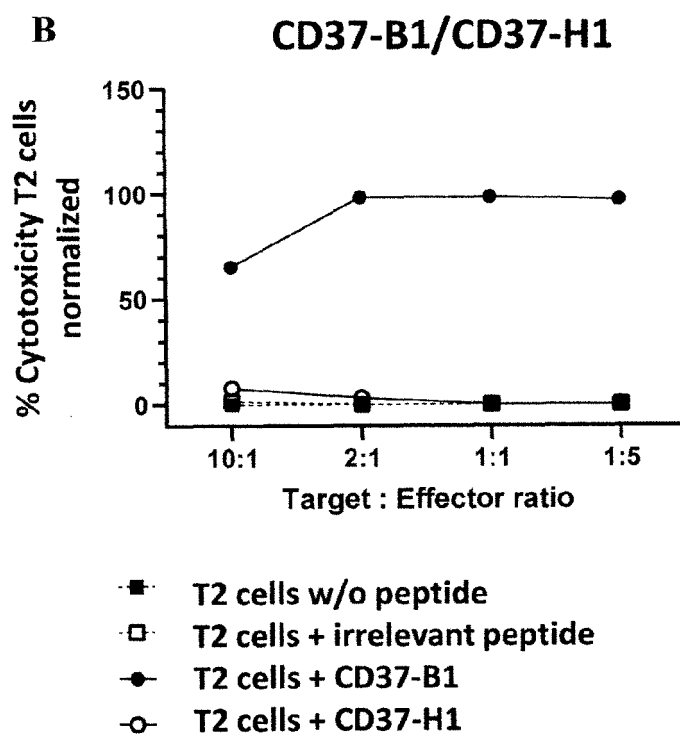 B
CD37-B1/CD37-H1
% Cytotoxicity T2 cells
normalized
150
100
50
0
10:1 2:1 1:1 1:5
Target : Effector ratio
T2 cells w/o peptide
T2 cells + irrelevant peptide
T2 cells + CD37-B1
T2 cells + CD37-H1